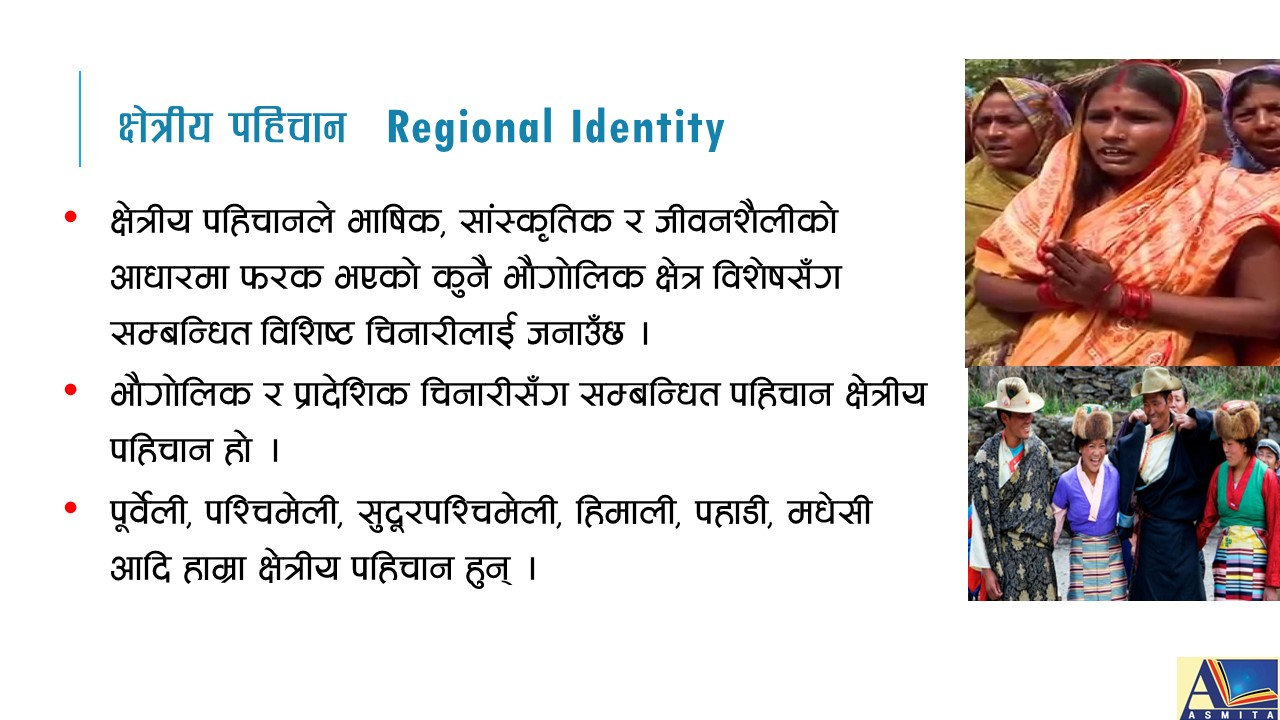 क्षेत्रीय पहिचान Regional Identity
• क्षेत्रीय पहिचानले भाषिक, सांस्कृतिक र जीवनशैलीको
आधारमा फरक भएको कुनै भौगोलिक क्षेत्र विशेषसँग
सम्बन्धित विशिष्ट चिनारीलाई जनाउँछ ।
• भौगोलिक र प्रादेशिक चिनारीसँग सम्बन्धित पहिचान क्षेत्रीय
पहिचान हो ।
• पूर्वेली, पश्चिमेली, सुदूरपश्चिमेली, हिमाली, पहाडी, मधेसी
आदि हाम्रा क्षेत्रीय पहिचान हुन् ।
ASMITA